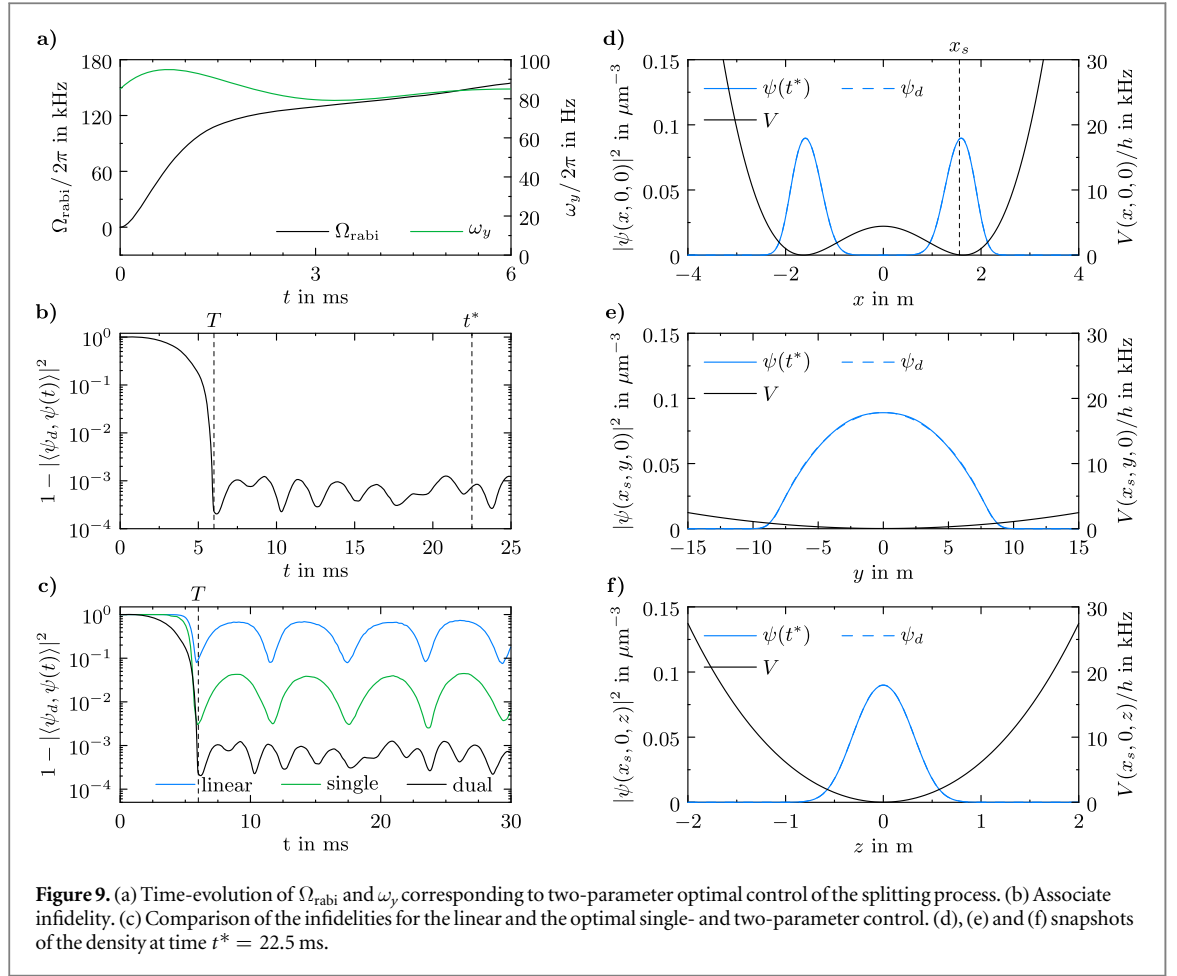 a)
180
120
60
0
Ω_rabi / 2π in kHz
100
80
60
40
20
0
ω_y / 2π in Hz
Ω_rabi
ω_y
0
3
6
t in ms
b)
T
t*
10^0
10^−1
10^−2
10^−3
10^−4
1 − |⟨ψ_d, ψ(t)⟩|^2
0
5
10
15
20
25
t in ms
c)
T
10^0
10^−1
10^−2
10^−3
10^−4
1 − |⟨ψ_d, ψ(t)⟩|^2
linear
single
dual
0
10
20
30
t in ms
d)
x_s
0.15
0.1
0.05
0
|ψ(x, 0, 0)|^2 in μm^−3
ψ(t*)
ψ_d
V
30
20
10
0
V(x, 0, 0)/h in kHz
−4
−2
0
2
4
x in m
e)
0.15
0.1
0.05
0
|ψ(x_s, y, 0)|^2 in μm^−3
ψ(t*)
ψ_d
V
30
20
10
0
V(x_s, y, 0)/h in kHz
−15
−10
−5
0
5
10
15
y in m
f)
0.15
0.1
0.05
0
|ψ(x_s, 0, z)|^2 in μm^−3
ψ(t*)
ψ_d
V
30
20
10
0
V(x_s, 0, z)/h in kHz
−2
−1
0
1
2
z in m
Figure 9. (a) Time-evolution of Ω_rabi and ω_y corresponding to two-parameter optimal control of the splitting process. (b) Associate
infidelity. (c) Comparison of the infidelities for the linear and the optimal single- and two-parameter control. (d), (e) and (f) snapshots
of the density at time t* = 22.5 ms.